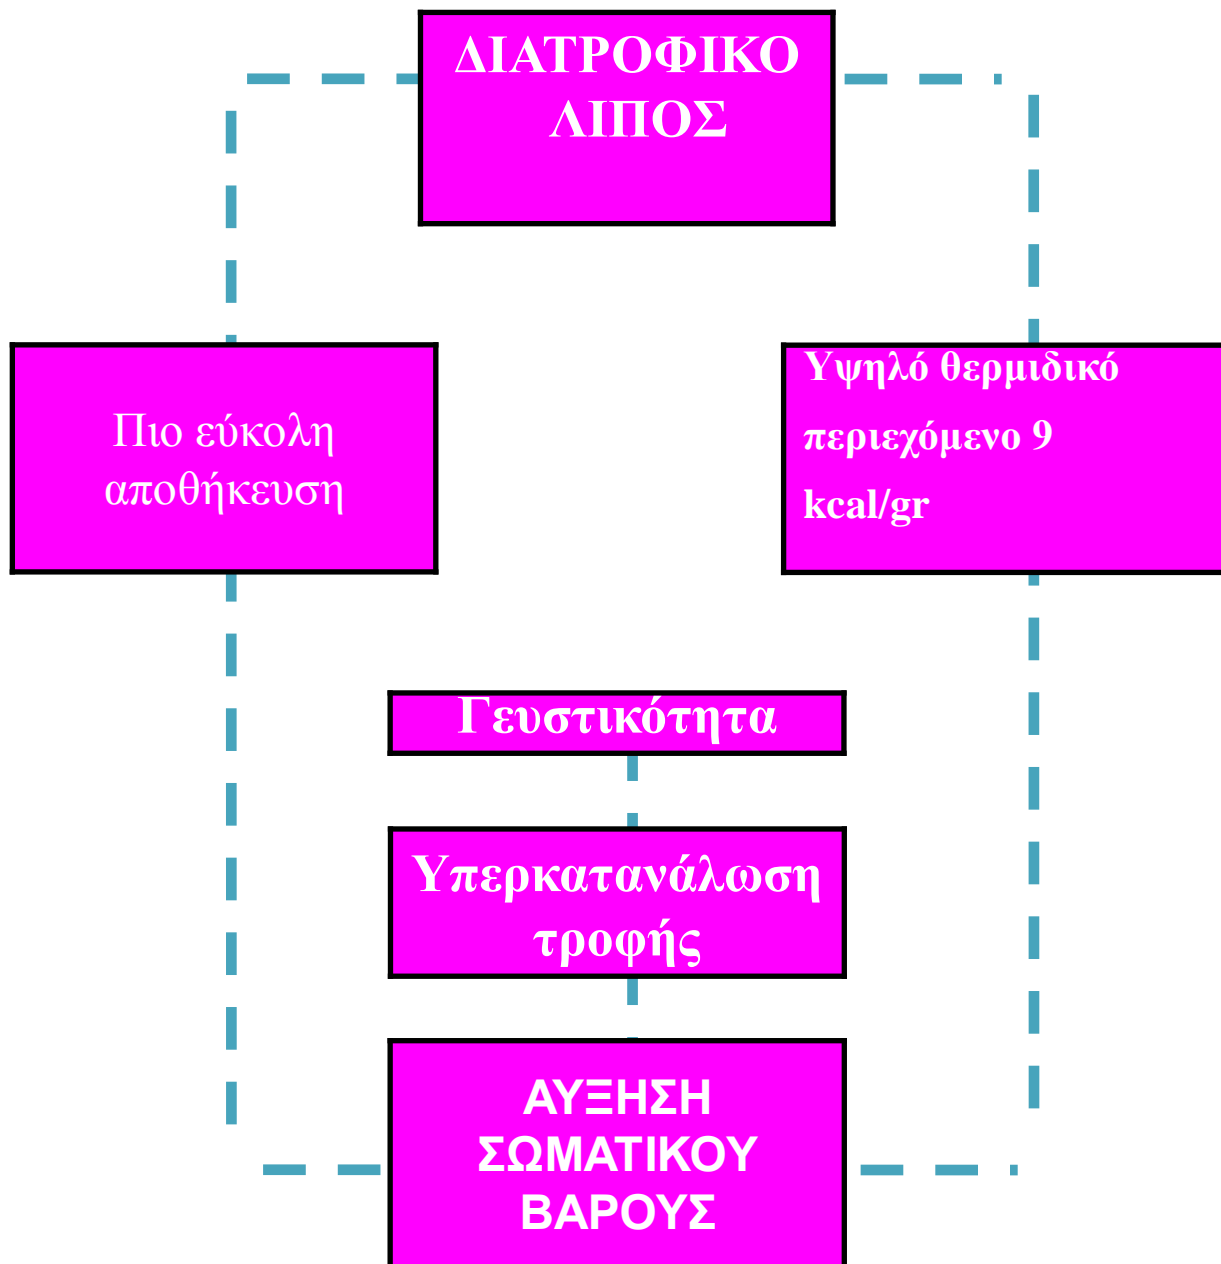 ΔΙΑΤΡΟΦΙΚΟ
ΛΙΠΟΣ
Πιο εύκολη
αποθήκευση
Υψηλό θερμιδικό
περιεχόμενο 9
kcal/gr
Γευστικότητα
Υπερκατανάλωση
τροφής
ΑΥΞΗΣΗ
ΣΩΜΑΤΙΚΟΥ
ΒΑΡΟΥΣ